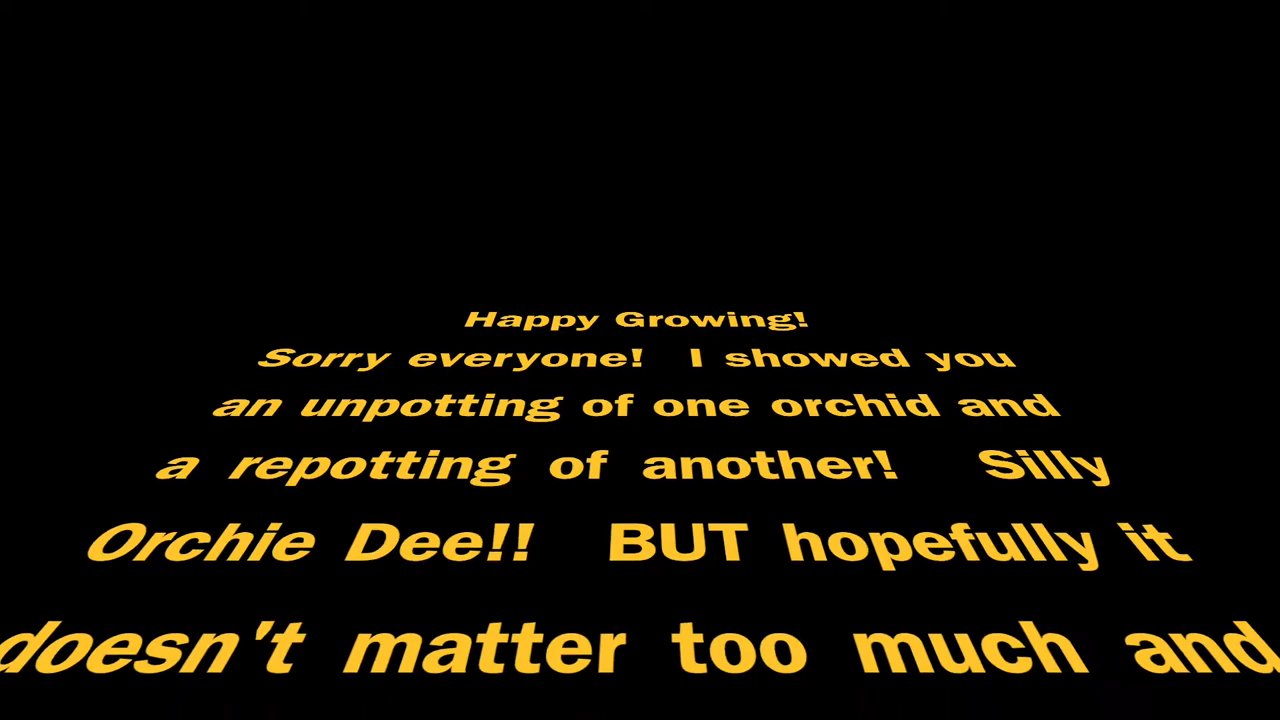 Happy Growing!
Sorry everyone! I showed you
an unpotting of one orchid and
a repotting of another! Silly
Orchie Dee!! BUT hopefully it
doesn't matter too much and